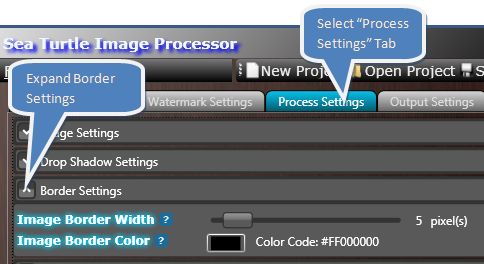 Select “Process
Settings” Tab
Sea Turtle Image Processor
New Proj
Open Project
S
Expand Border
Settings
Watermark Settings
Process Settings
Output Settings
ge Settings
Drop Shadow Settings
Border Settings
Image Border Width ?
5 pixel(s)
Image Border Color ?
Color Code: #FF000000